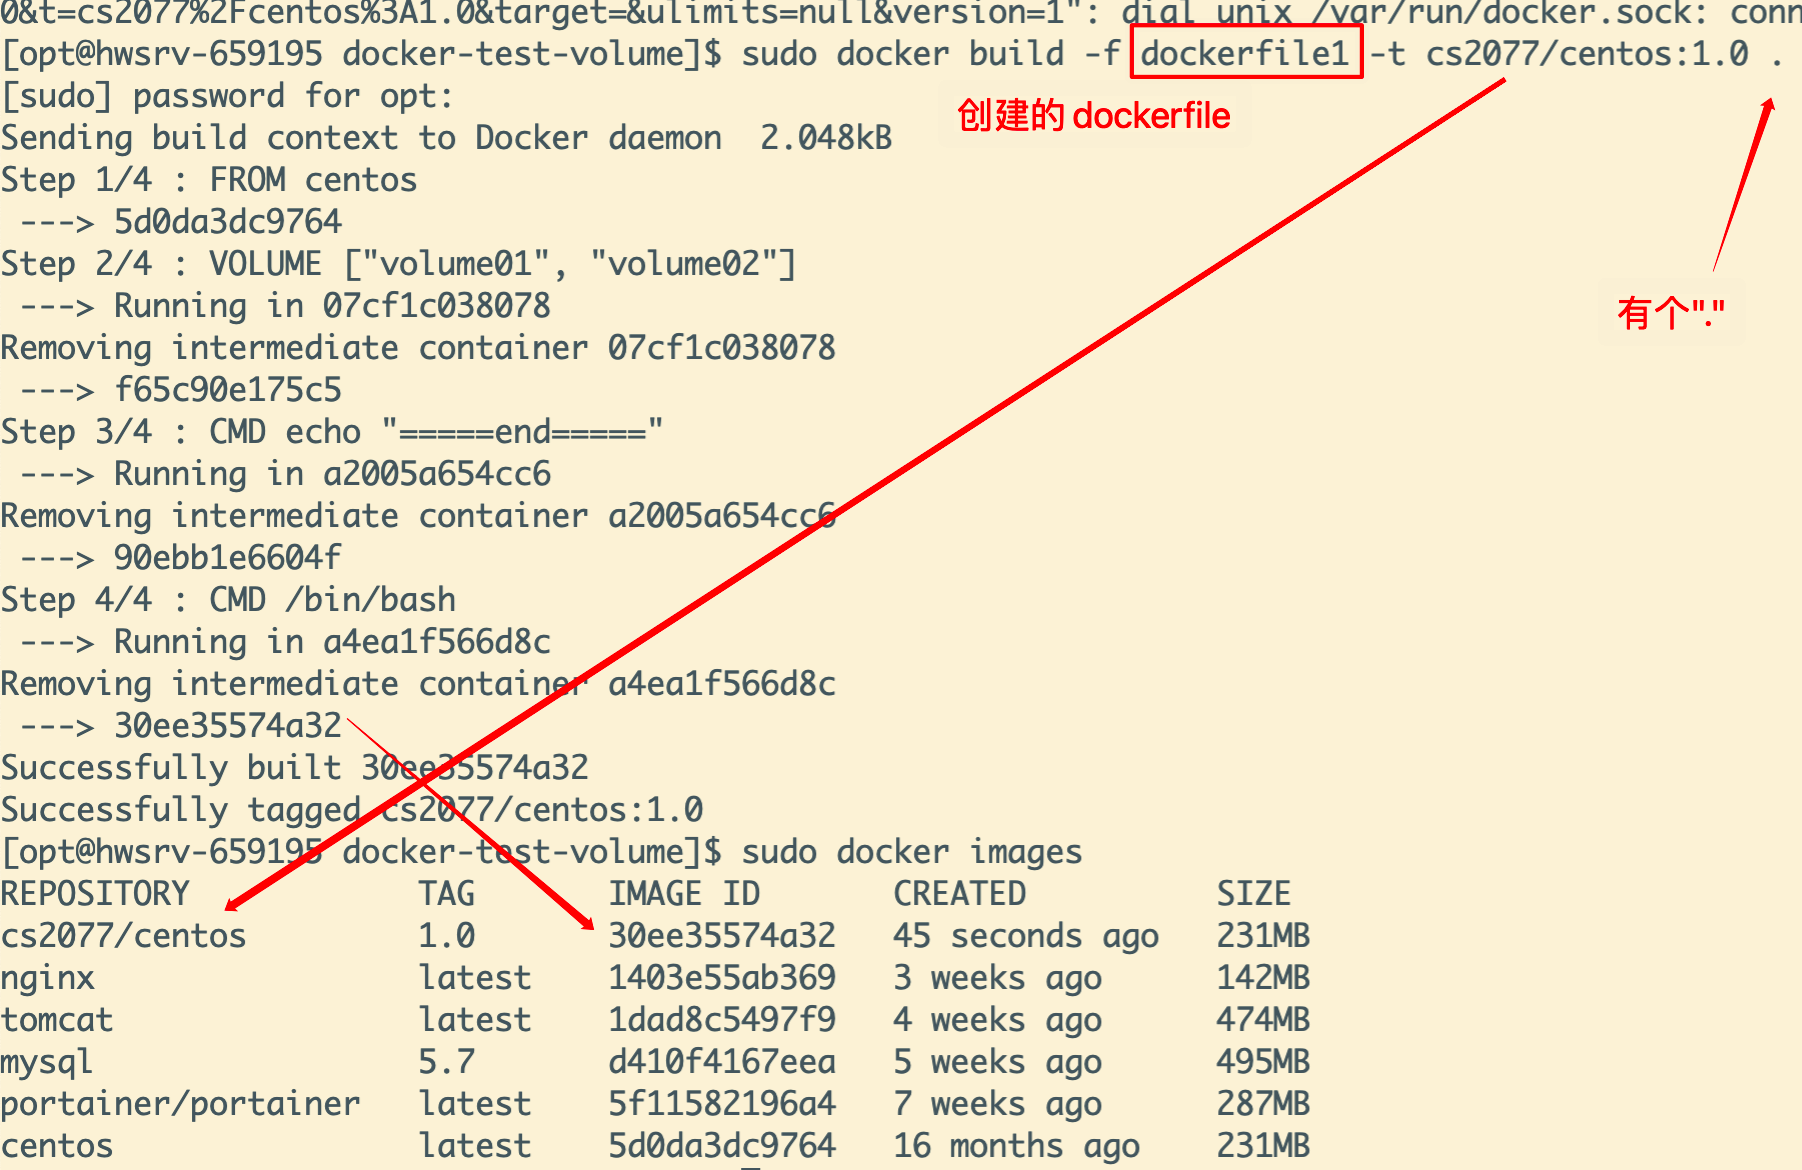 0&t=cs2077%2Fcentos%3A1.0&target=&ulimits=null&version=1": dial unix /var/run/docker.sock: conn
[opt@hwsrv-659195 docker-test-volume]$ sudo docker build -f dockerfile1 -t cs2077/centos:1.0 .
[sudo] password for opt:
创建的 dockerfile
Sending build context to Docker daemon  2.048kB
Step 1/4 : FROM centos
 ---> 5d0da3dc9764
Step 2/4 : VOLUME ["volume01", "volume02"]
 ---> Running in 07cf1c038078
有个"."
Removing intermediate container 07cf1c038078
 ---> f65c90e175c5
Step 3/4 : CMD echo "=====end====="
 ---> Running in a2005a654cc6
Removing intermediate container a2005a654cc6
 ---> 90ebb1e6604f
Step 4/4 : CMD /bin/bash
 ---> Running in a4ea1f566d8c
Removing intermediate container a4ea1f566d8c
 ---> 30ee35574a32
Successfully built 30ee35574a32
Successfully tagged cs2077/centos:1.0
[opt@hwsrv-659195 docker-test-volume]$ sudo docker images
REPOSITORY            TAG       IMAGE ID       CREATED          SIZE
cs2077/centos         1.0       30ee35574a32   45 seconds ago   231MB
nginx                 latest    1403e55ab369   3 weeks ago      142MB
tomcat                latest    1dad8c5497f9   4 weeks ago      474MB
mysql                 5.7       d410f4167eea   5 weeks ago      495MB
portainer/portainer   latest    5f11582196a4   7 weeks ago      287MB
centos                latest    5d0da3dc9764   16 months ago    231MB